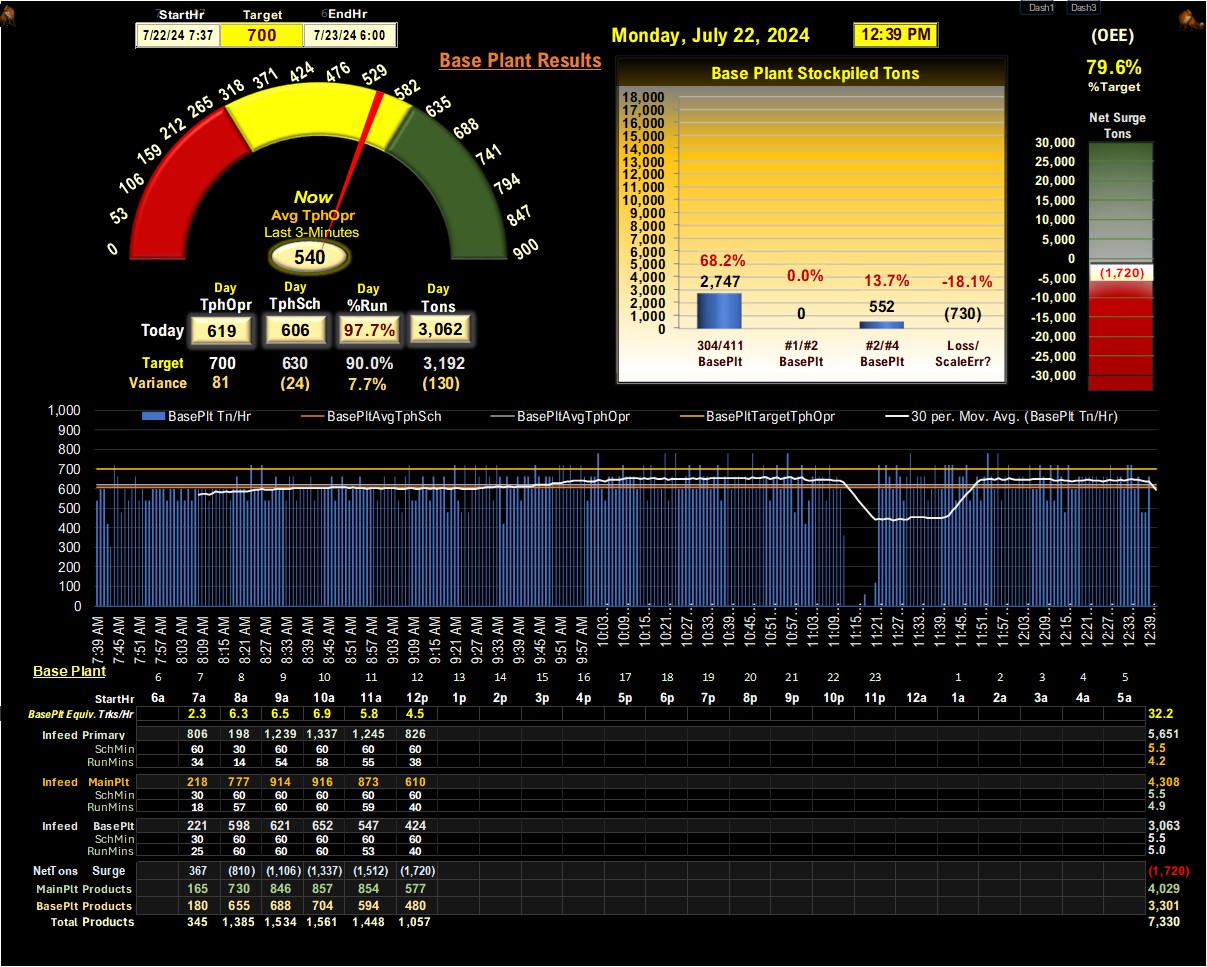 Dash1 Dash3
StartHr Target EndHr
7/22/24 7:37 700 7/23/24 6:00
Monday, July 22, 2024 12:39 PM
(OEE)
79.6%
%Target
Base Plant Results
Base Plant Stockpiled Tons
Net Surge
Tons
0 53 106 159 212 265 318 371 424 476 529 582 635 688 741 794 847 900
Now
Avg TphOpr
Last 3-Minutes
540
18,000
17,000
16,000
15,000
14,000
13,000
12,000
11,000
10,000
9,000
8,000
7,000
6,000
5,000
4,000
3,000
2,000
1,000
0
68.2% 0.0% 13.7% -18.1%
2,747 0 552 (730)
304/411 #1/#2 #2/#4 Loss/
BasePlt BasePlt BasePlt ScaleErr?
30,000
25,000
20,000
15,000
10,000
5,000
0
(1,720)
-5,000
-10,000
-15,000
-20,000
-25,000
-30,000
Day Day Day Day
TphOpr TphSch %Run Tons
Today 619 606 97.7% 3,062
Target 700 630 90.0% 3,192
Variance 81 (24) 7.7% (130)
BasePlt Tn/Hr BasePltAvgTphSch BasePltAvgTphOpr BasePltTargetTphOpr 30 per. Mov. Avg. (BasePlt Tn/Hr)
1,000
900
800
700
600
500
400
300
200
100
0
7:39 AM 7:45 AM 7:51 AM 7:57 AM 8:03 AM 8:09 AM 8:15 AM 8:21 AM 8:27 AM 8:33 AM 8:39 AM 8:45 AM 8:51 AM 8:57 AM 9:03 AM 9:09 AM 9:15 AM 9:21 AM 9:27 AM 9:33 AM 9:39 AM 9:45 AM 9:51 AM 9:57 AM 10:03… 10:09… 10:15… 10:21… 10:27… 10:33… 10:39… 10:45… 10:51… 10:57… 11:03… 11:09… 11:15… 11:21… 11:27… 11:33… 11:39… 11:45… 11:51… 11:57… 12:03… 12:09… 12:15… 12:21… 12:27… 12:33… 12:39…
Base Plant
6 7 8 9 10 11 12 13 14 15 16 17 18 19 20 21 22 23 1 2 3 4 5
StartHr 6a 7a 8a 9a 10a 11a 12p 1p 2p 3p 4p 5p 6p 7p 8p 9p 10p 11p 12a 1a 2a 3a 4a 5a
BasePlt Equiv. Trks/Hr 2.3 6.3 6.5 6.9 5.8 4.5 32.2
Infeed Primary 806 198 1,239 1,337 1,245 826 5,651
SchMin 60 30 60 60 60 60 5.5
RunMins 34 14 54 58 55 38 4.2
Infeed MainPlt 218 777 914 916 873 610 4,308
SchMin 30 60 60 60 60 60 5.5
RunMins 18 57 60 60 59 40 4.9
Infeed BasePlt 221 598 621 652 547 424 3,063
SchMin 30 60 60 60 60 60 5.5
RunMins 25 60 60 60 53 40 5.0
NetTons Surge 367 (810) (1,106) (1,337) (1,512) (1,720) (1,720)
MainPlt Products 165 730 846 857 854 577 4,029
BasePlt Products 180 655 688 704 594 480 3,301
Total Products 345 1,385 1,534 1,561 1,448 1,057 7,330